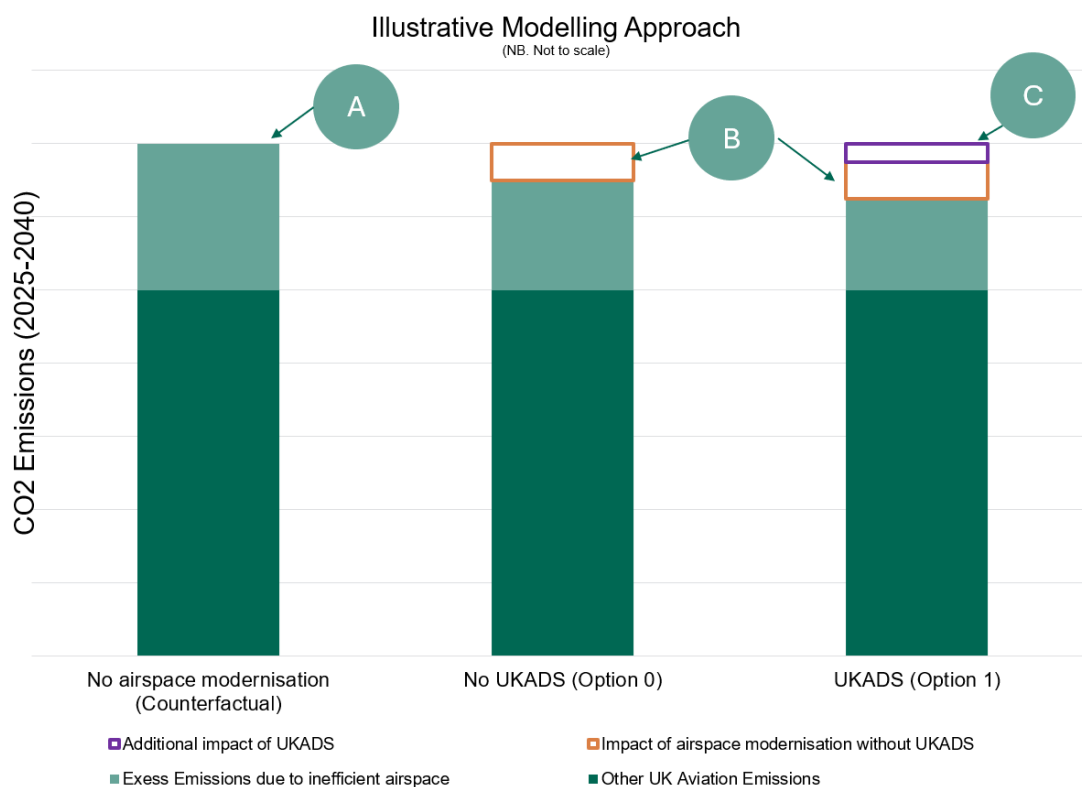 Illustrative Modelling Approach
(NB. Not to scale)
A
B
C
CO2 Emissions (2025-2040)
No airspace modernisation
(Counterfactual)
No UKADS (Option 0)
UKADS (Option 1)
Additional impact of UKADS
Impact of airspace modernisation without UKADS
Exess Emissions due to inefficient airspace
Other UK Aviation Emissions